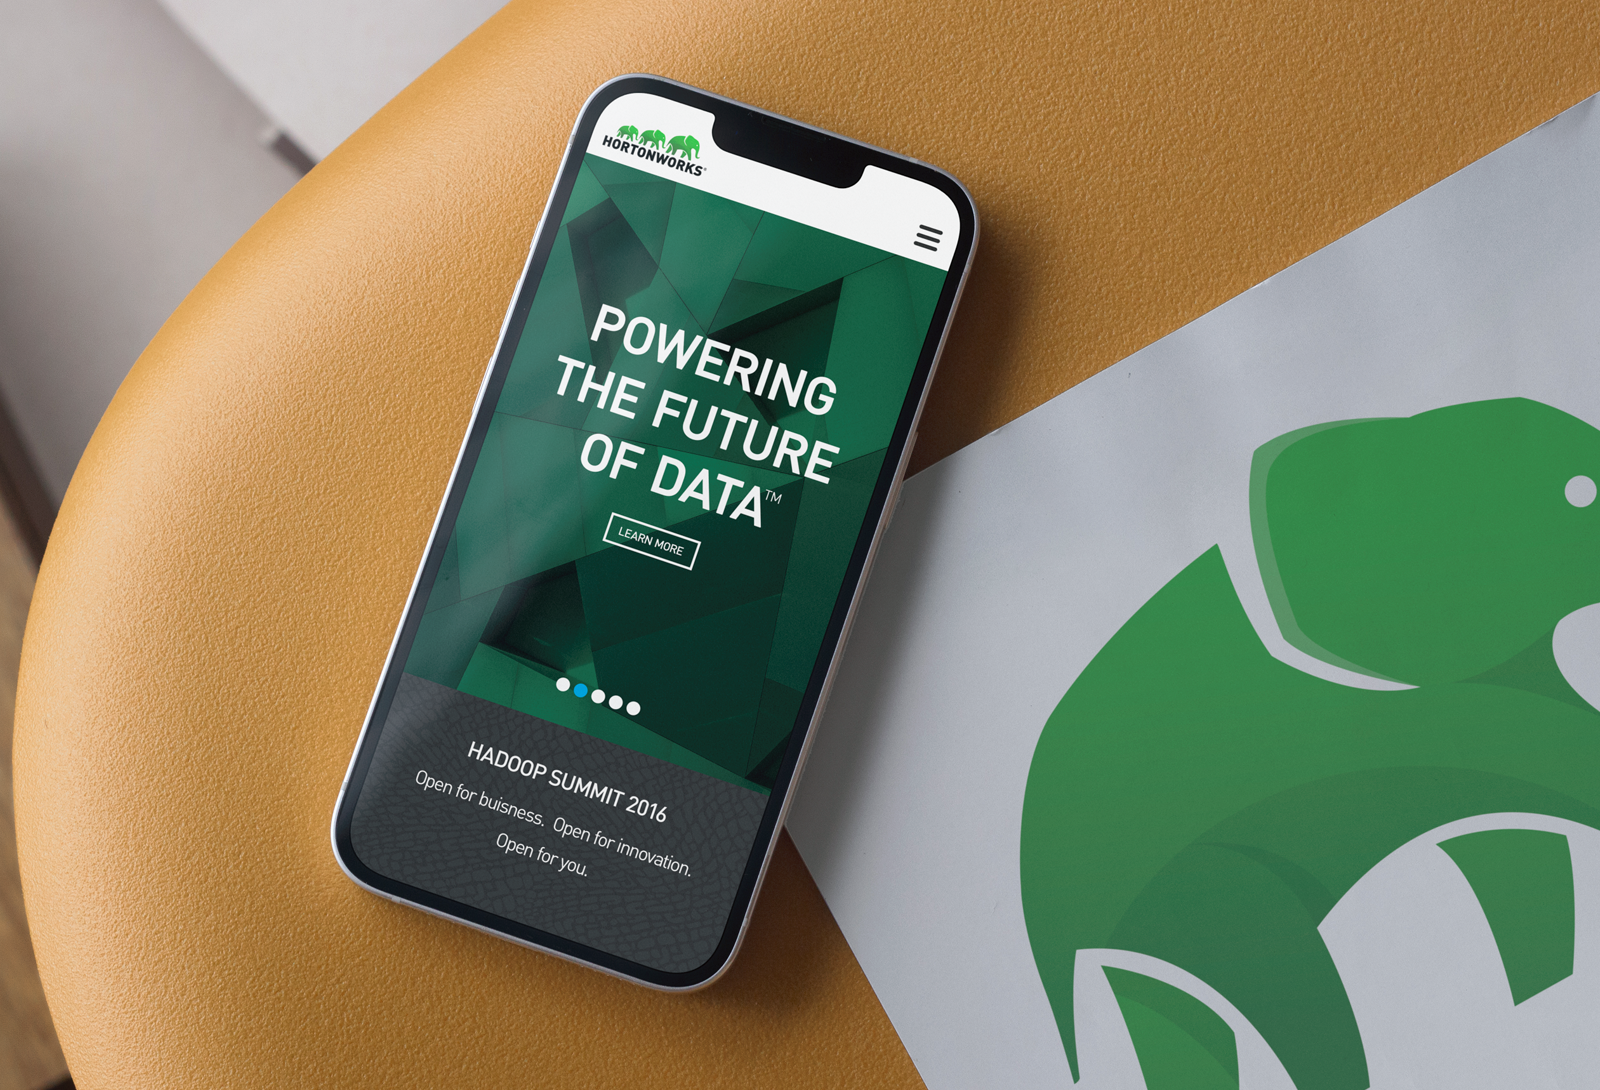 HORTONWORKS®
POWERING
THE FUTURE
OF DATA™
LEARN MORE
HADOOP SUMMIT 2016
Open for buisness. Open for innovation.
Open for you.